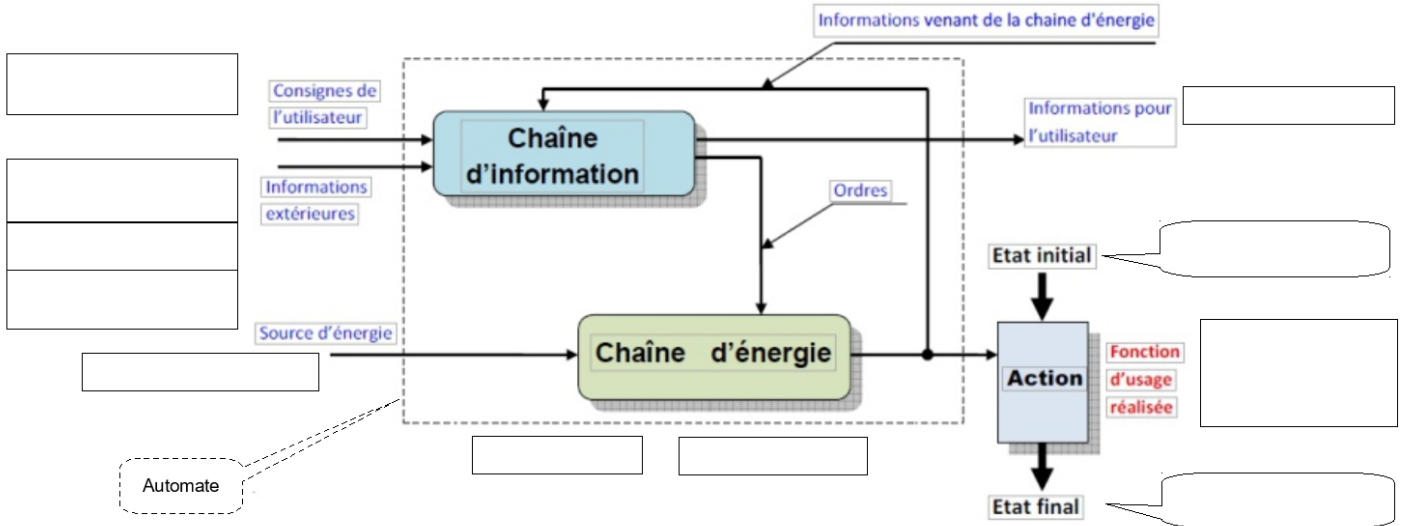 Informations venant de la chaine d'énergie
Consignes de
l'utilisateur
Chaîne
d'information
Informations pour
l'utilisateur
Informations
extérieures
Ordres
Etat initial
Source d'énergie
Chaîne d'énergie
Action
Fonction
d'usage
réalisée
Automate
Etat final